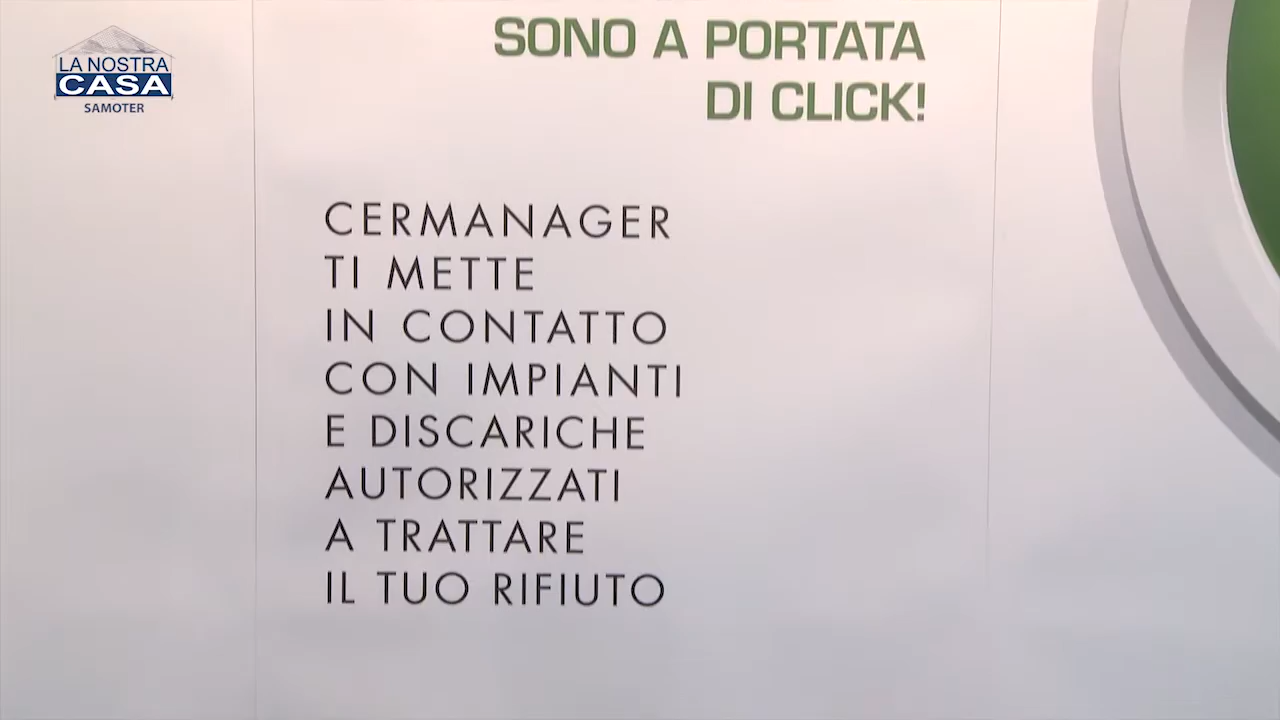 LA NOSTRA
CASA
SAMOTER
SONO A PORTATA
DI CLICK!
CERMANAGER
TI METTE
IN CONTATTO
CON IMPIANTI
E DISCARICHE
AUTORIZZATI
A TRATTARE
IL TUO RIFIUTO